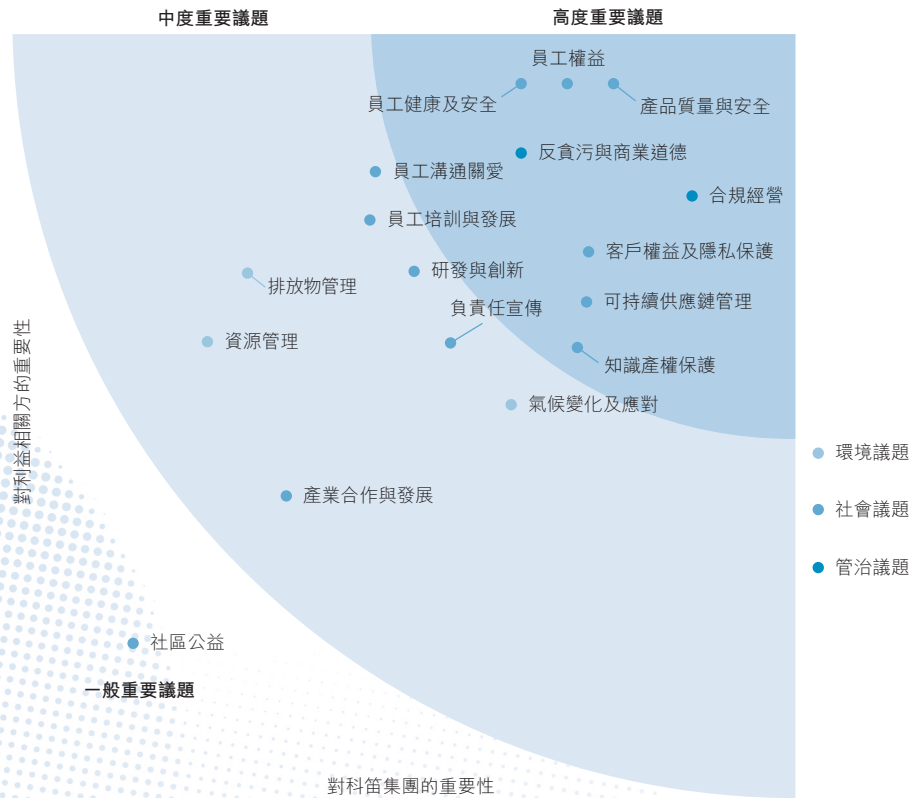 中度重要議題
高度重要議題
員工權益
員工健康及安全
產品質量與安全
反貪污與商業道德
員工溝通關愛
合規經營
員工培訓與發展
客戶權益及隱私保護
研發與創新
排放物管理
可持續供應鏈管理
負責任宣傳
資源管理
知識產權保護
氣候變化及應對
對利益相關方的重要性
環境議題
產業合作與發展
社會議題
管治議題
社區公益
一般重要議題
對科笛集團的重要性